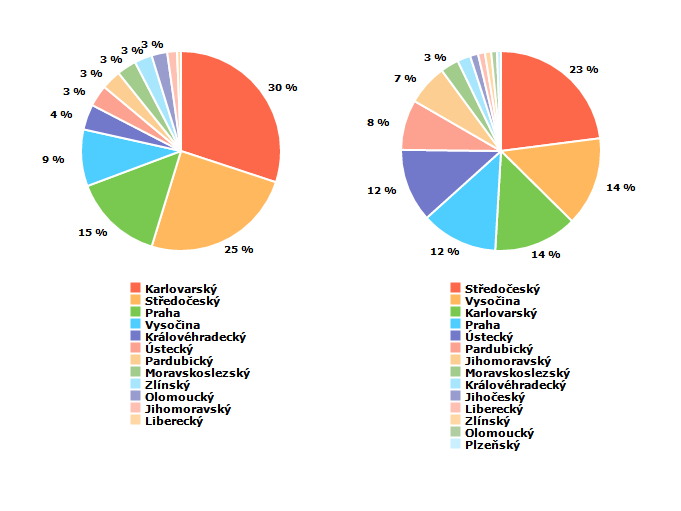 30 %
25 %
15 %
9 %
4 %
3 %
3 %
3 %
3 %
3 %
Karlovarský
Středočeský
Praha
Vysočina
Královéhradecký
Ústecký
Pardubický
Moravskoslezský
Zlínský
Olomoucký
Jihomoravský
Liberecký
23 %
14 %
14 %
12 %
12 %
8 %
7 %
3 %
Středočeský
Vysočina
Karlovarský
Praha
Ústecký
Pardubický
Jihomoravský
Moravskoslezský
Královéhradecký
Jihočeský
Liberecký
Zlínský
Olomoucký
Plzeňský